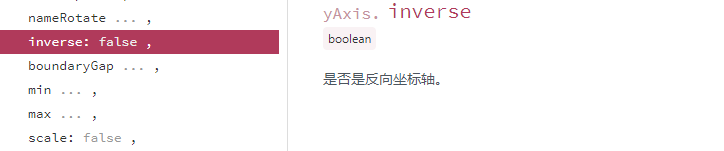 nameRotate ... ,
inverse: false ,
boundaryGap ... ,
min ... ,
max ... ,
scale: false ,
yAxis. inverse
boolean
是否是反向坐标轴。